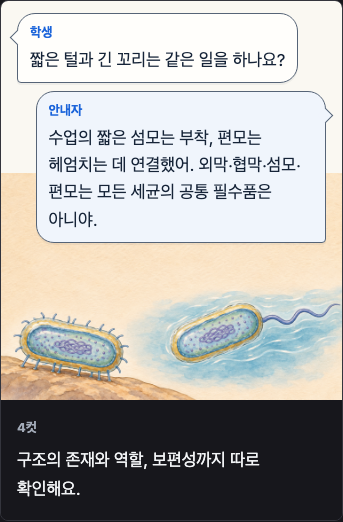 학생
짧은 털과 긴 꼬리는 같은 일을 하나요?
안내자
수업의 짧은 섬모는 부착, 편모는
헤엄치는 데 연결했어. 외막·협막·섬모·
편모는 모든 세균의 공통 필수품은
아니야.
4컷
구조의 존재와 역할, 보편성까지 따로
확인해요.